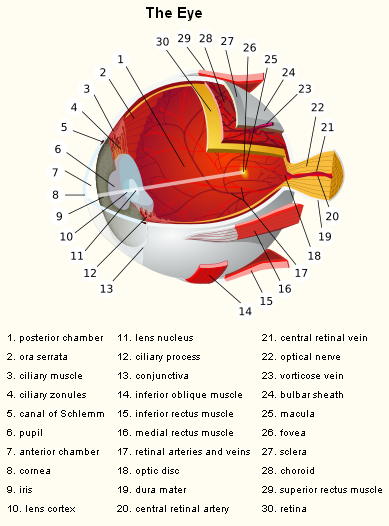 The Eye
30 29 28 27 26 25 24 23 22 21
1
2
3
4
5
6
7
8
9
10
11
12
13
20
19
18
17
16
15
14
1. posterior chamber 11. lens nucleus 21. central retinal vein
2. ora serrata 12. ciliary process 22. optical nerve
3. ciliary muscle 13. conjunctiva 23. vorticose vein
4. ciliary zonules 14. inferior oblique muscle 24. bulbar sheath
5. canal of Schlemm 15. inferior rectus muscle 25. macula
6. pupil 16. medial rectus muscle 26. fovea
7. anterior chamber 17. retinal arteries and veins 27. sclera
8. cornea 18. optic disc 28. choroid
9. iris 19. dura mater 29. superior rectus muscle
10. lens cortex 20. central retinal artery 30. retina